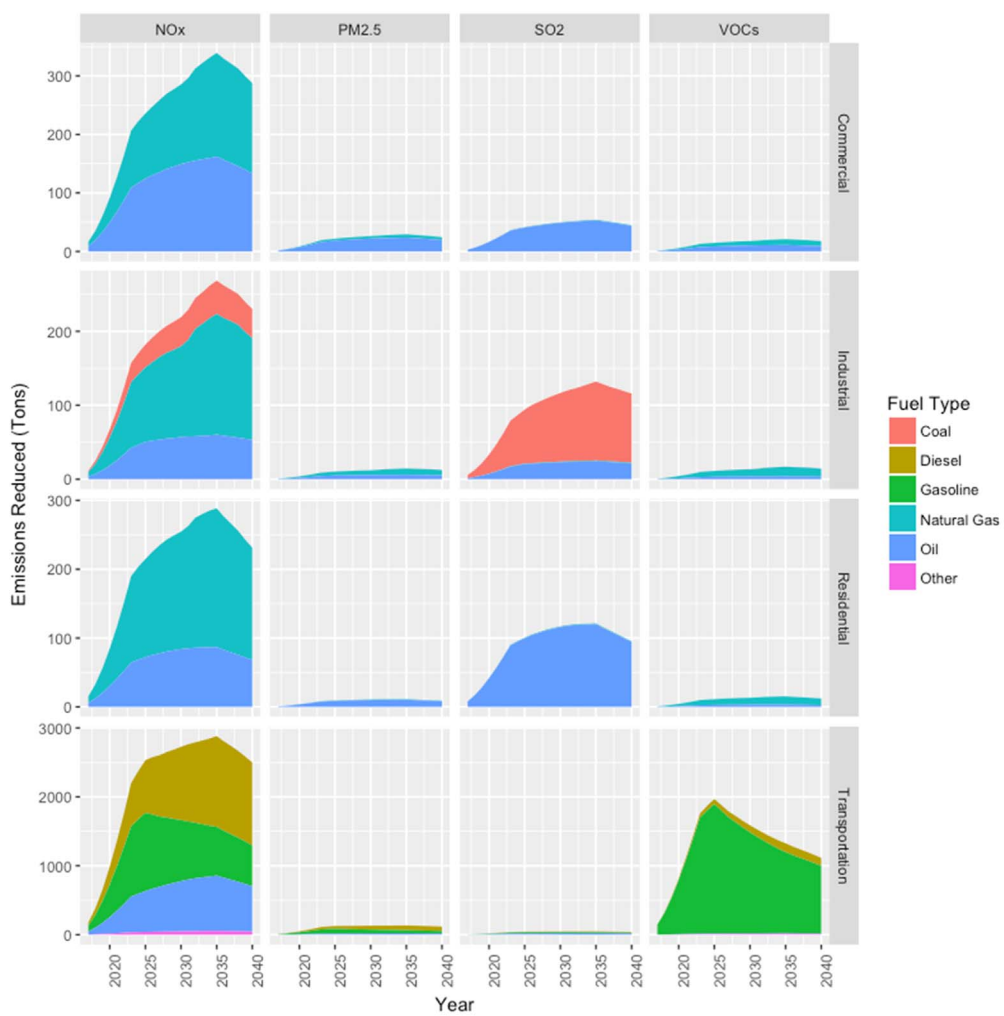 NOx PM2.5 SO2 VOCs
300
200
100
0
Commercial
200
100
0
Industrial
300
200
100
0
Residential
3000
2000
1000
0
Transportation
Emissions Reduced (Tons)
2020 2025 2030 2035 2040 2020 2025 2030 2035 2040 2020 2025 2030 2035 2040 2020 2025 2030 2035 2040
Year
Fuel Type
Coal
Diesel
Gasoline
Natural Gas
Oil
Other